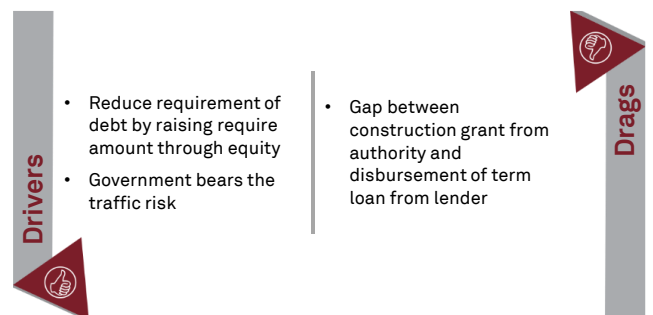 Drivers
• Reduce requirement of
debt by raising require
amount through equity
• Government bears the
traffic risk
• Gap between
construction grant from
authority and
disbursement of term
loan from lender
Drags